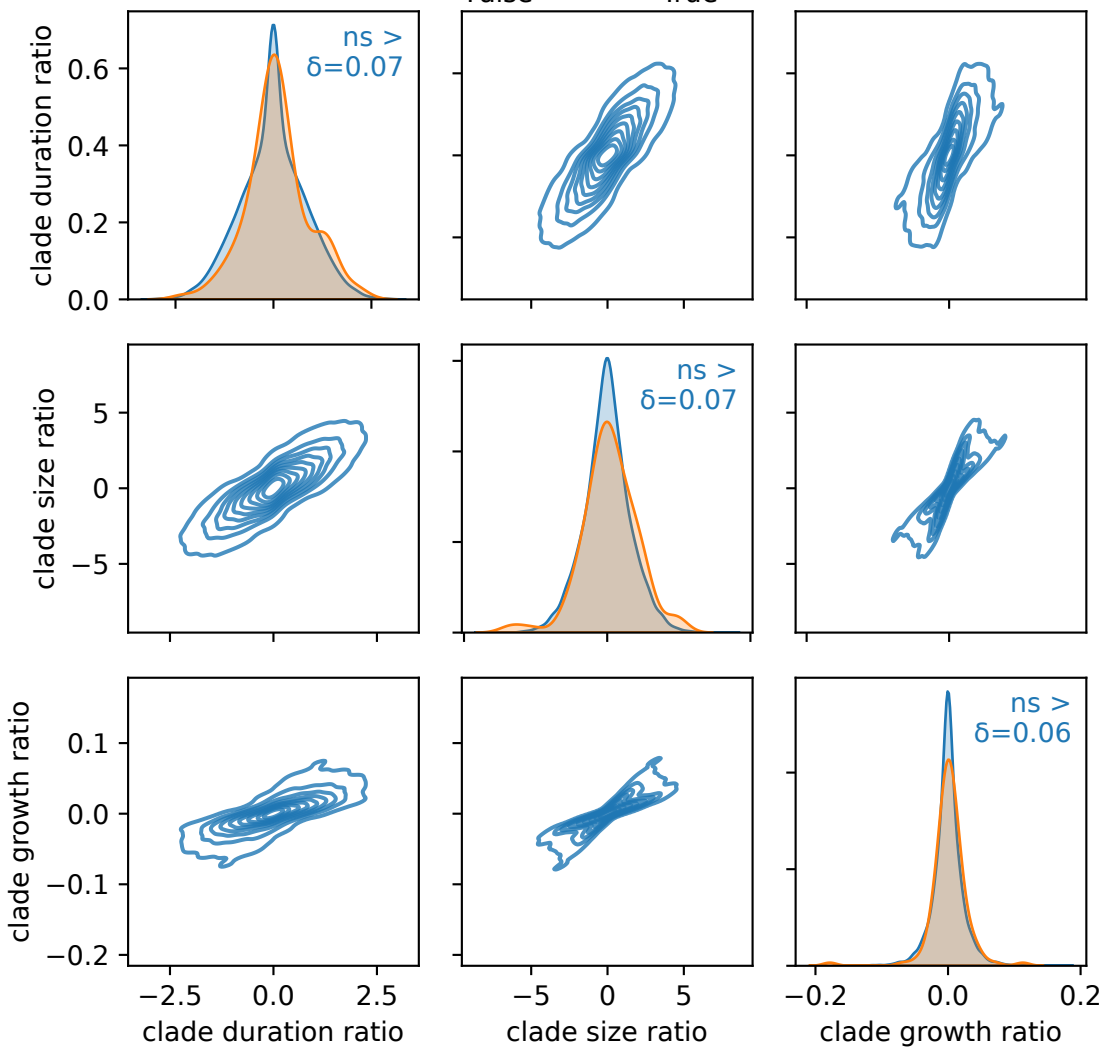 clade duration ratio
0.6
0.4
0.2
0.0
ns >
δ=0.07
clade size ratio
5
0
−5
ns >
δ=0.07
clade growth ratio
0.1
0.0
−0.1
−0.2
ns >
δ=0.06
−2.5 0.0 2.5
−5 0 5
−0.2 0.0 0.2
clade duration ratio
clade size ratio
clade growth ratio